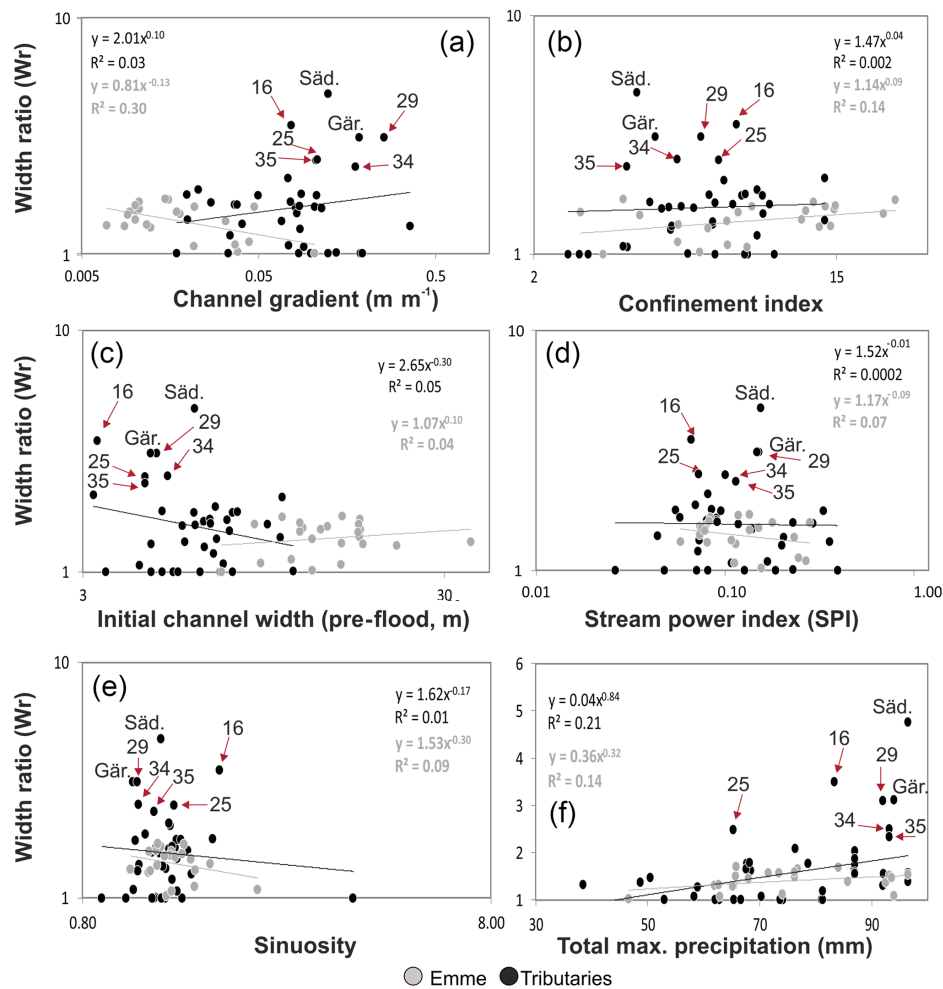 10
10
(a)
(b)
y = 2.01x^0.10
R² = 0.03
y = 0.81x^-0.13
R² = 0.30
y = 1.47x^0.04
R² = 0.002
y = 1.14x^0.09
R² = 0.14
Width ratio (Wr)
Säd.
16
29
Gär.
25
35
34
Säd.
Gär.
29
16
34
25
35
1
1
0.005
0.05
0.5
2
15
Channel gradient (m m⁻¹)
Confinement index
10
10
(c)
(d)
y = 2.65x^-0.30
R² = 0.05
y = 1.07x^0.10
R² = 0.04
y = 1.52x^-0.01
R² = 0.0002
y = 1.17x^-0.09
R² = 0.07
Width ratio (Wr)
16
Säd.
Gär.
29
34
25
35
Säd.
16
Gär.
25
34
29
35
1
1
3
30
0.01
0.10
1.00
Initial channel width (pre-flood, m)
Stream power index (SPI)
10
(e)
y = 1.62x^-0.17
R² = 0.01
y = 1.53x^-0.30
R² = 0.09
Width ratio (Wr)
Säd.
16
29
Gär.
34
35
25
1
0.80
8.00
Sinuosity
6
5
4
3
2
1
y = 0.04x^0.84
R² = 0.21
y = 0.36x^0.32
R² = 0.14
(f)
Säd.
16
29
Gär.
25
34
35
30
50
70
90
Total max. precipitation (mm)
Emme
Tributaries